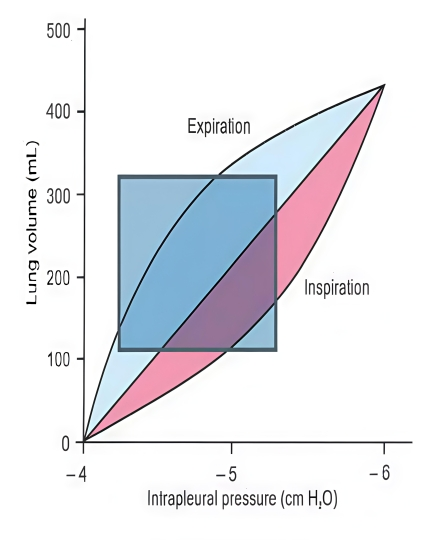 500
400
300
200
100
0
Lung volume (mL)
Expiration
Inspiration
−4
−5
−6
Intrapleural pressure (cm H₂O)